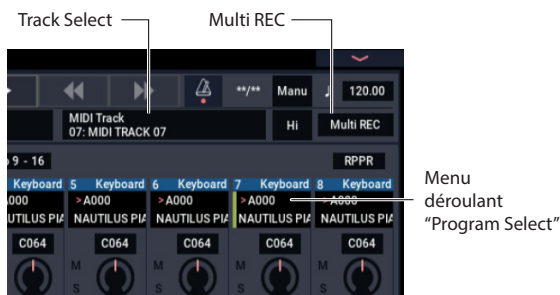 Track Select Multi REC
**/** Manu ♩ 120.00
MIDI Track
07: MIDI TRACK 07 Hi Multi REC
9 - 16 RPPR
Keyboard 5 Keyboard 6 Keyboard 7 Keyboard 8 Keyboard
>A000 >A000 >A000 >A000
NAUTILUS PIA NAUTILUS PIA NAUTILUS PIA NAUTILUS PIA
C064 C064 C064 C064 C064
M M M M
S S S S
Menu
déroulant
“Program Select”